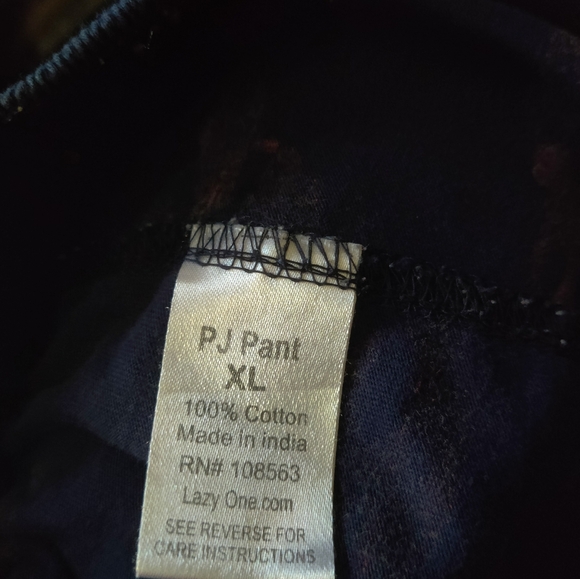 PJ Pant
XL
100% Cotton
Made in india
RN# 108563
Lazy One.com
SEE REVERSE FOR
CARE INSTRUCTIONS